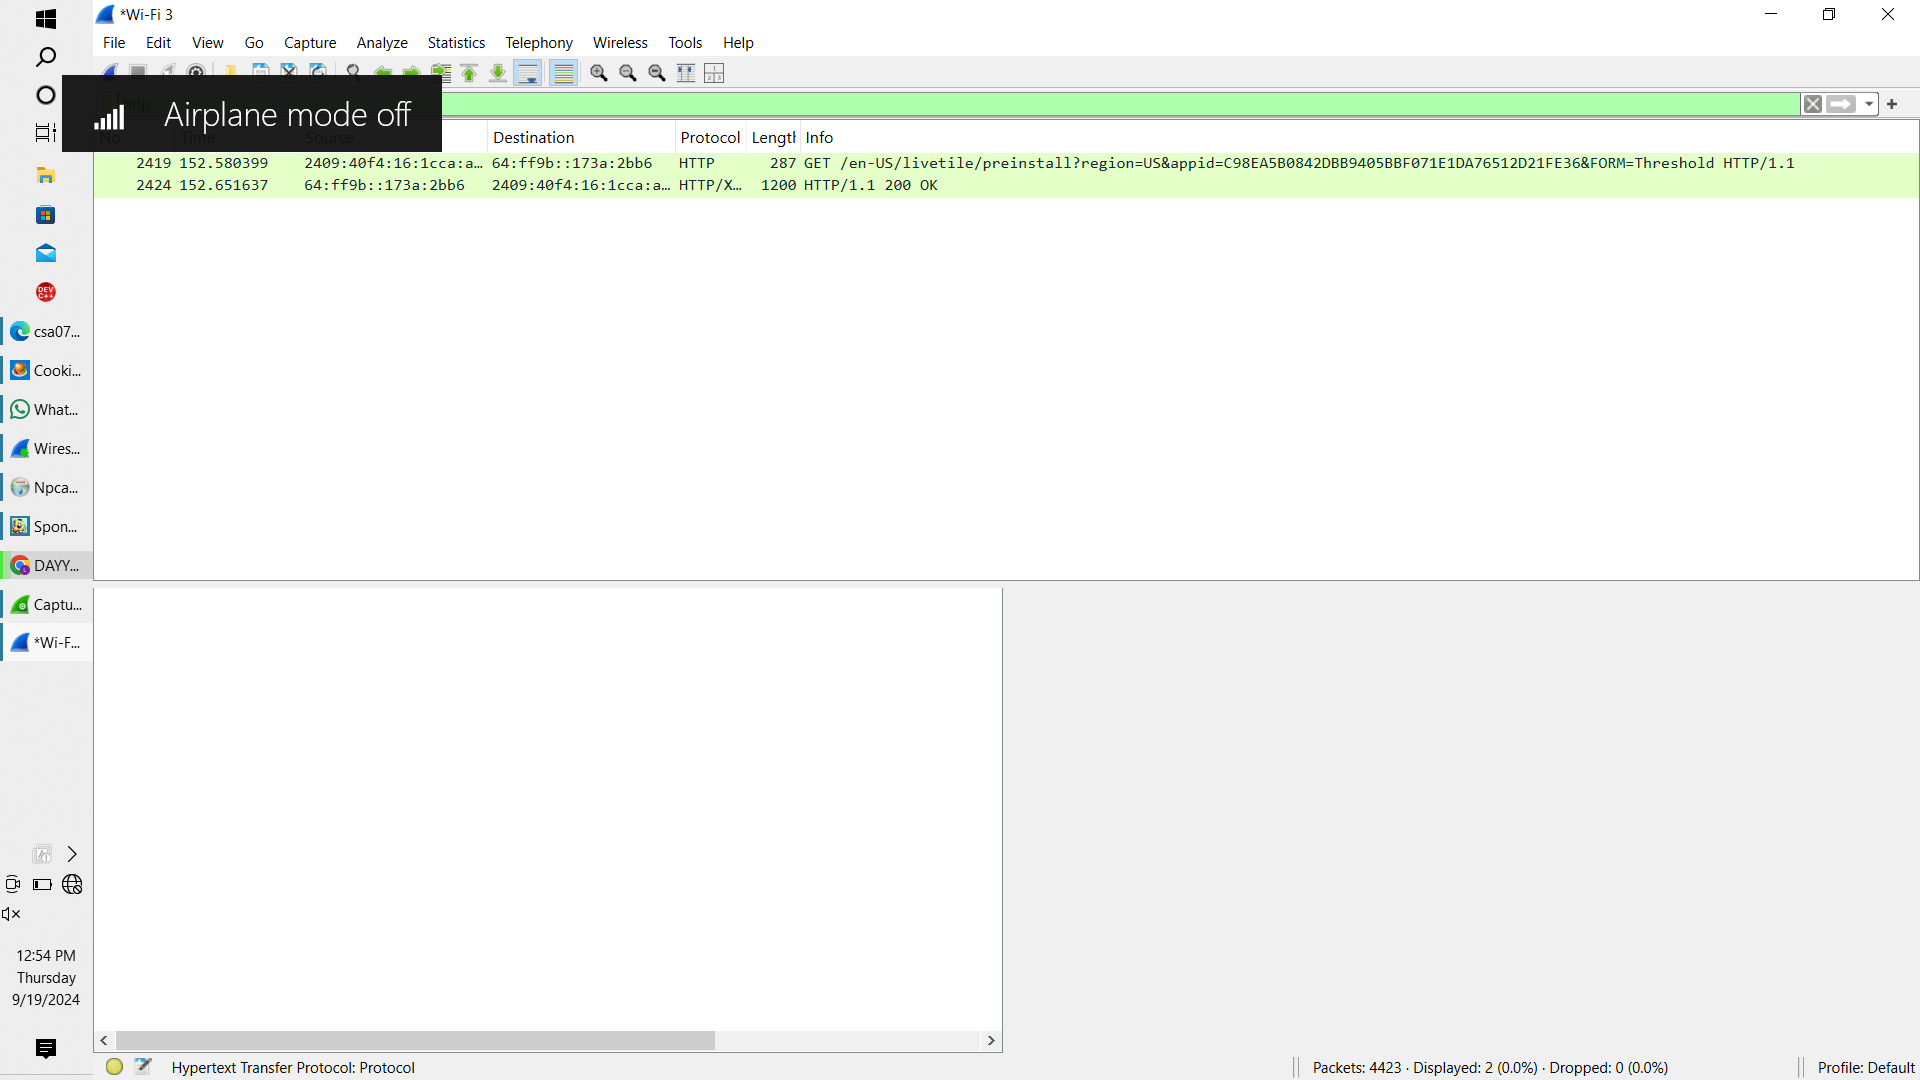 *Wi-Fi 3
File Edit View Go Capture Analyze Statistics Telephony Wireless Tools Help
Airplane mode off
http
No. Time Source Destination Protocol Length Info
2419 152.580399 2409:40f4:16:1cca:a... 64:ff9b::173a:2bb6 HTTP 287 GET /en-US/livetile/preinstall?region=US&appid=C98EA5B0842DBB9405BBF071E1DA76512D21FE36&FORM=Threshold HTTP/1.1
2424 152.651637 64:ff9b::173a:2bb6 2409:40f4:16:1cca:a... HTTP/X... 1200 HTTP/1.1 200 OK
DEV
C++
csa07...
Cooki...
What...
Wires...
Npca...
Spon...
DAYY...
Captu...
*Wi-F...
12:54 PM
Thursday
9/19/2024
Hypertext Transfer Protocol: Protocol
Packets: 4423 · Displayed: 2 (0.0%) · Dropped: 0 (0.0%)
Profile: Default